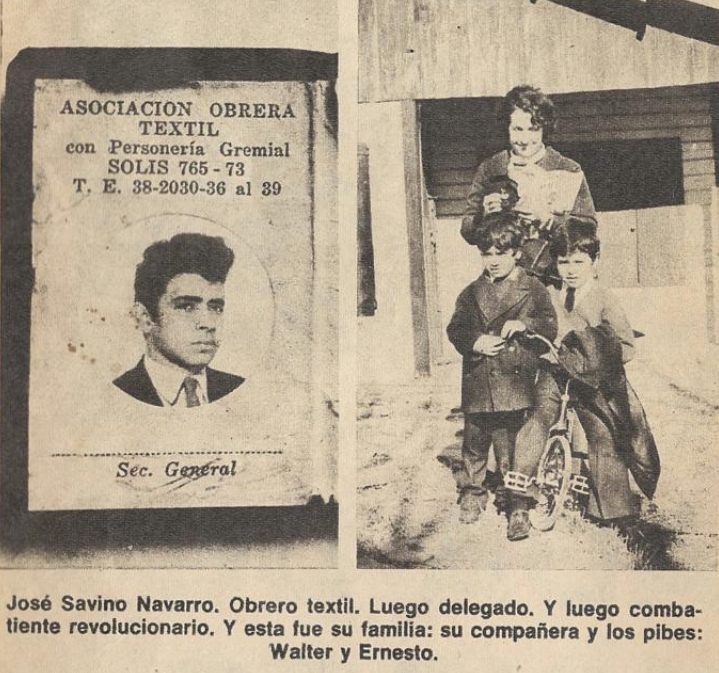 ASOCIACION OBRERA
TEXTIL
con Personería Gremial
SOLIS 765 - 73
T. E. 38-2030-36 al 39
Sec. General
José Savino Navarro. Obrero textil. Luego delegado. Y luego comba-
tiente revolucionario. Y esta fue su familia: su compañera y los pibes:
Walter y Ernesto.